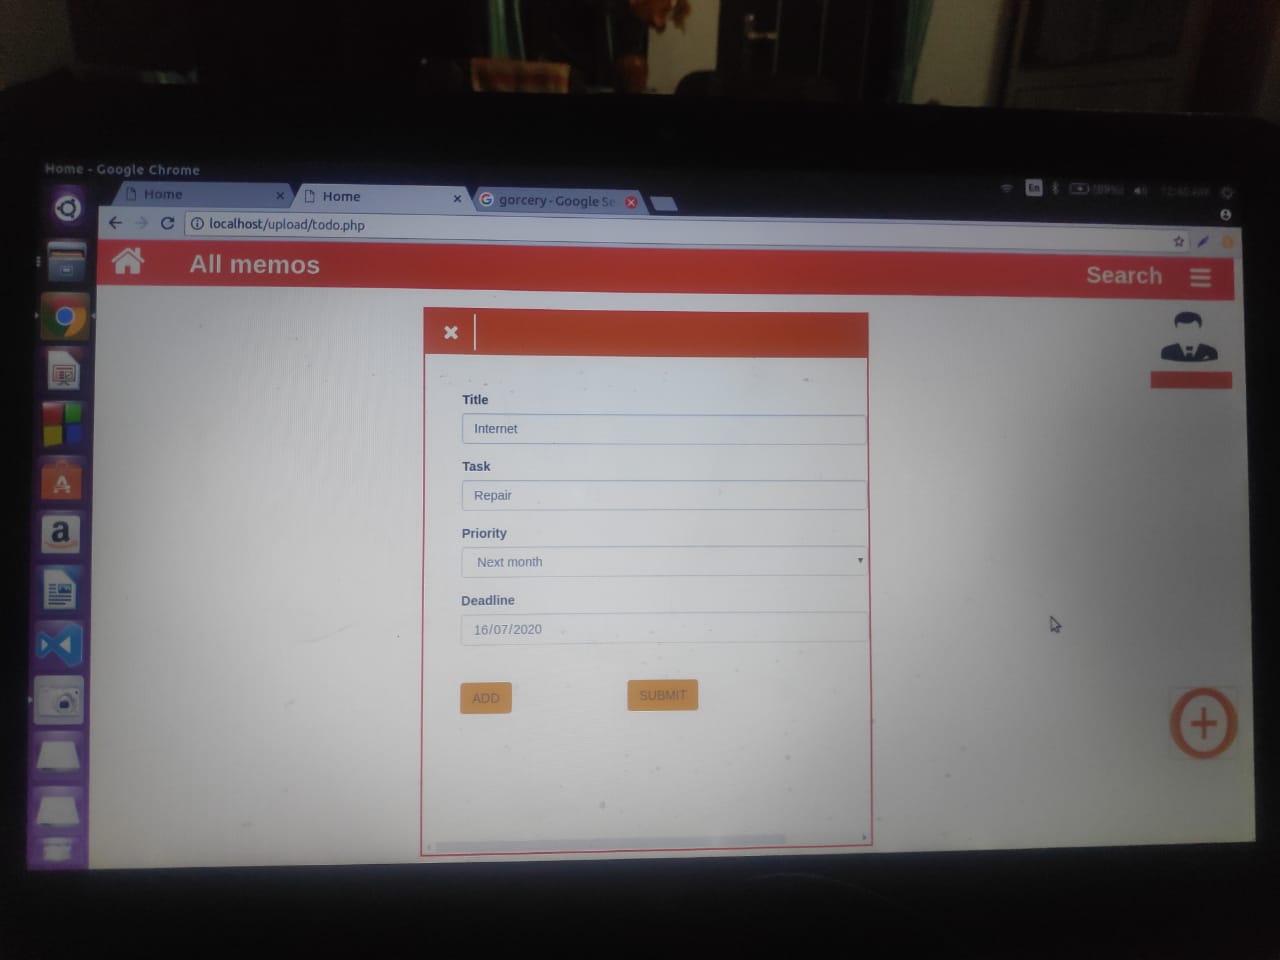 Home - Google Chrome
Home
Home
gorcery - Google Se
En
localhost/upload/todo.php
All memos
Search
Title
Internet
Task
Repair
Priority
Next month
Deadline
16/07/2020
ADD
SUBMIT